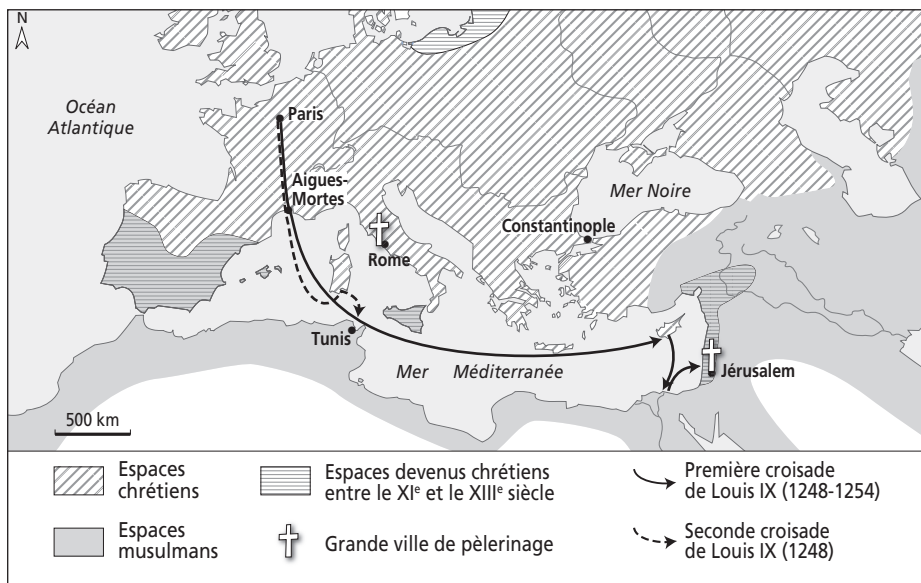 N
Océan
Atlantique
Paris
Aigues-
Mortes
Mer Noire
Constantinople
Rome
Tunis
Mer Méditerranée
Jérusalem
500 km
Espaces
chrétiens
Espaces devenus chrétiens
entre le XIe et le XIIIe siècle
Première croisade
de Louis IX (1248-1254)
Espaces
musulmans
Grande ville de pèlerinage
Seconde croisade
de Louis IX (1248)